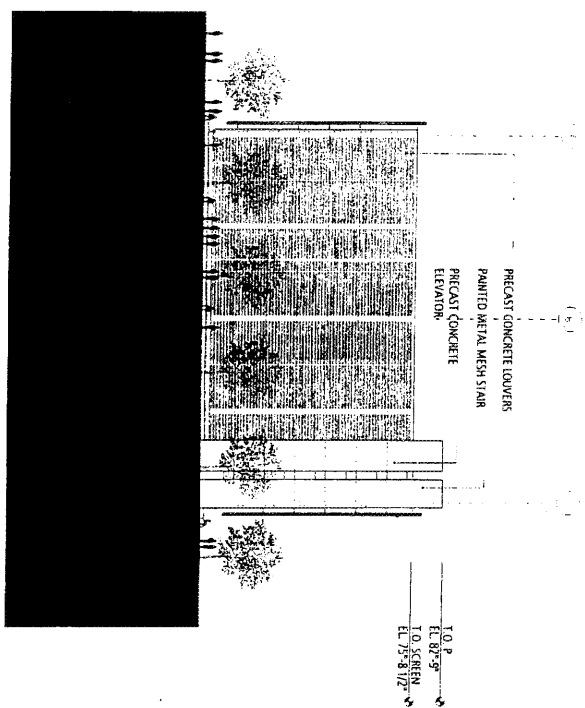 PRECAST CONCRETE LOUVERS
PAINTED METAL MESH STAIR
PRECAST CONCRETE
ELEVATOR
T.O.P
EL. 82'-9"
T.O. SCREEN
EL. 75'-8 1/2"